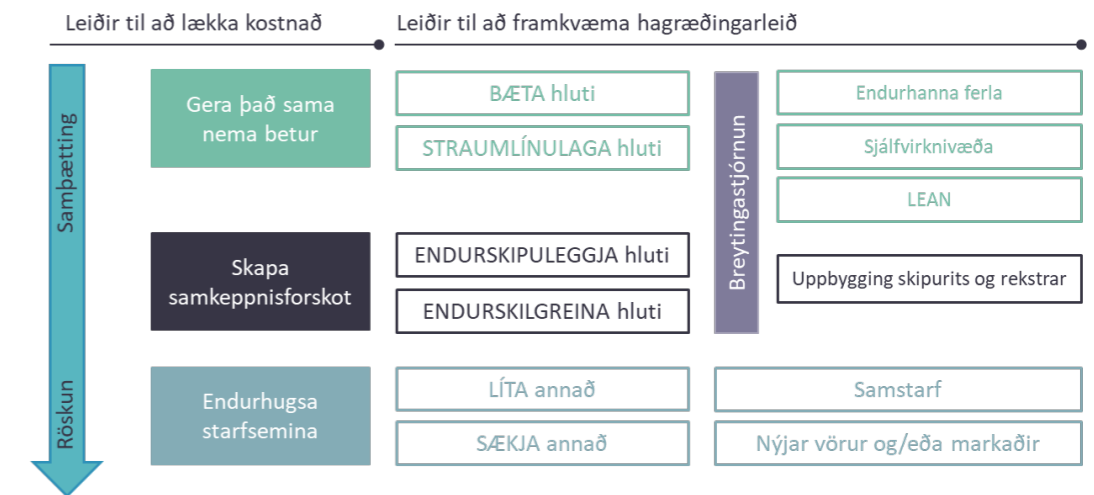 Leiðir til að lækka kostnað
Leiðir til að framkvæma hagræðingarleið
Samþætting
Röskun
Gera það sama
nema betur
BÆTA hluti
STRAUMLÍNULAGA hluti
Breytingastjórnun
Endurhanna ferla
Sjálfvirknivæða
LEAN
Skapa
samkeppnisforskot
ENDURSKIPULEGGJA hluti
ENDURSKILGREINA hluti
Uppbygging skipurits og rekstrar
Endurhugsa
starfsemina
LÍTA annað
SÆKJA annað
Samstarf
Nýjar vörur og/eða markaðir